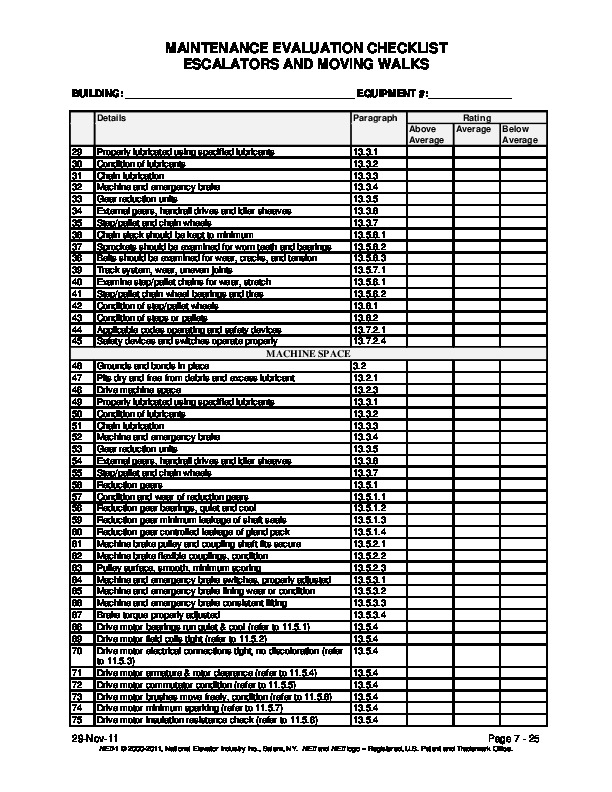 MAINTENANCE EVALUATION CHECKLIST
ESCALATORS AND MOVING WALKS
BUILDING: EQUIPMENT #:
Details Paragraph Rating
Above Average Average Below Average
29 Properly lubricated using specified lubricants 13.3.1
30 Condition of lubricants 13.3.2
31 Chain lubrication 13.3.3
32 Machine and emergency brake 13.3.4
33 Gear reduction units 13.3.5
34 External gears, handrail drives and idler sheaves 13.3.6
35 Step/pallet and chain wheels 13.3.7
36 Chain slack should be kept to minimum 13.5.6.1
37 Sprockets should be examined for worn teeth and bearings 13.5.6.2
38 Belts should be examined for wear, cracks, and tension 13.5.6.3
39 Track system, wear, uneven joints 13.5.7.1
40 Examine step/pallet chains for wear, stretch 13.5.8.1
41 Step/pallet chain wheel bearings and tires 13.5.8.2
42 Condition of step/pallet wheels 13.6.1
43 Condition of steps or pallets 13.6.2
44 Applicable codes operating and safety devices 13.7.2.1
45 Safety devices and switches operate properly 13.7.2.4
MACHINE SPACE
46 Grounds and bonds in place 3.2
47 Pits dry and free from debris and excess lubricant 13.2.1
48 Drive machine space 13.2.3
49 Properly lubricated using specified lubricants 13.3.1
50 Condition of lubricants 13.3.2
51 Chain lubrication 13.3.3
52 Machine and emergency brake 13.3.4
53 Gear reduction units 13.3.5
54 External gears, handrail drives and idler sheaves 13.3.6
55 Step/pallet and chain wheels 13.3.7
56 Reduction gears 13.5.1
57 Condition and wear of reduction gears 13.5.1.1
58 Reduction gear bearings, quiet and cool 13.5.1.2
59 Reduction gear minimum leakage of shaft seals 13.5.1.3
60 Reduction gear controlled leakage of gland pack 13.5.1.4
61 Machine brake pulley and coupling shaft fits secure 13.5.2.1
62 Machine brake flexible couplings, condition 13.5.2.2
63 Pulley surface, smooth, minimum scoring 13.5.2.3
64 Machine and emergency brake switches, properly adjusted 13.5.3.1
65 Machine and emergency brake lining wear or condition 13.5.3.2
66 Machine and emergency brake consistent lifting 13.5.3.3
67 Brake torque properly adjusted 13.5.3.4
68 Drive motor bearings run quiet & cool (refer to 11.5.1) 13.5.4
69 Drive motor field coils tight (refer to 11.5.2) 13.5.4
70 Drive motor electrical connections tight, no discoloration (refer to 11.5.3) 13.5.4
71 Drive motor armature & rotor clearance (refer to 11.5.4) 13.5.4
72 Drive motor commutator condition (refer to 11.5.5) 13.5.4
73 Drive motor brushes move freely, condition (refer to 11.5.6) 13.5.4
74 Drive motor minimum sparking (refer to 11.5.7) 13.5.4
75 Drive motor insulation resistance check (refer to 11.5.8) 13.5.4
29-Nov-11 Page 7 - 25
NEII-1 © 2000-2011, National Elevator Industry Inc., Salem, NY. NEII and NEII logo – Registered, U.S. Patent and Trademark Office.